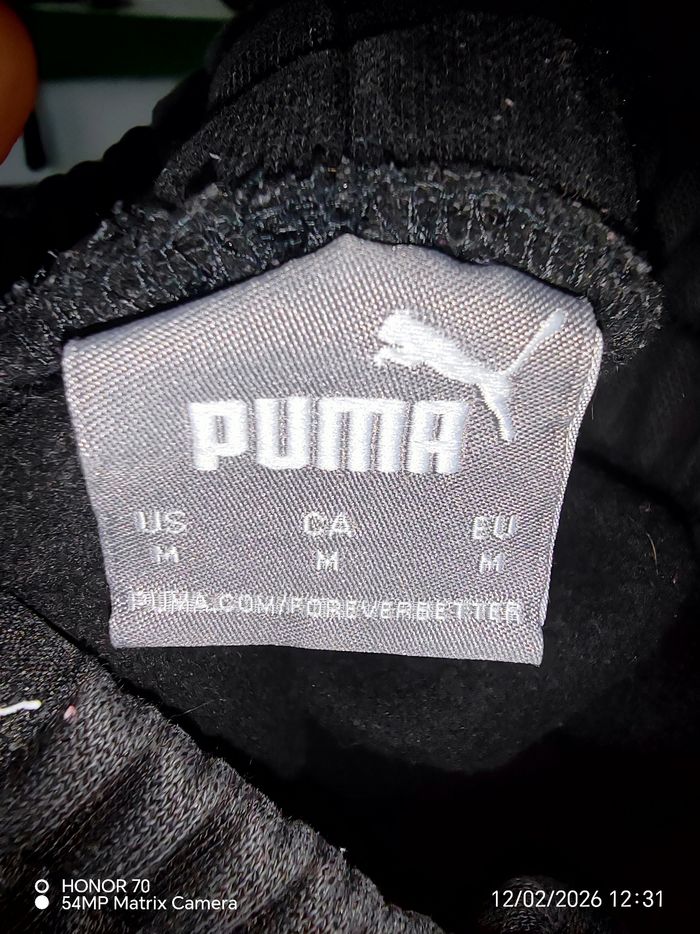 PUMA
US CA EU
M M M
PUMA.COM/FOREVERBETTER
HONOR 70
54MP Matrix Camera
12/02/2026 12:31